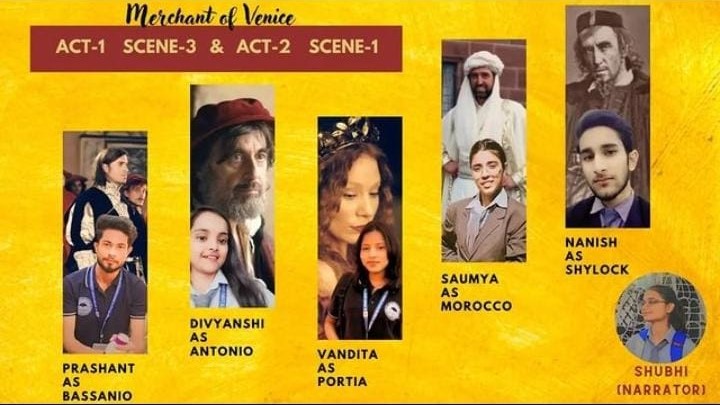 Merchant of Venice
ACT-1 SCENE-3 & ACT-2 SCENE-1
PRASHANT
AS
BASSANIO
DIVYANSHI
AS
ANTONIO
VANDITA
AS
PORTIA
SAUMYA
AS
MOROCCO
NANISH
AS
SHYLOCK
SHUBHI
(NARRATOR)